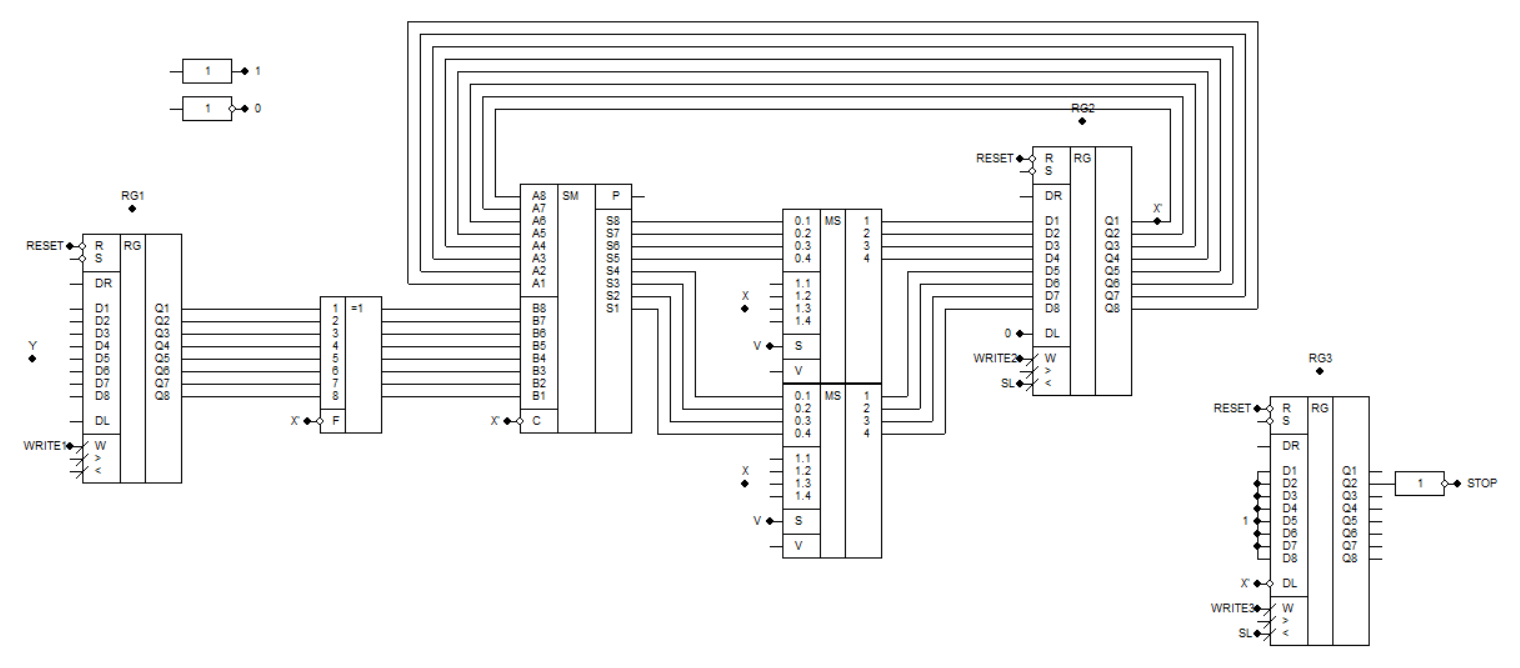 1 1
1 0
RG1
RESET R RG
S
DR
D1 Q1
D2 Q2
D3 Q3
D4 Q4
Y D5 Q5
D6 Q6
D7 Q7
D8 Q8
DL
WRITE1 W
>
<
1 =1
2
3
4
5
6
7
8
X' F
A8 SM P
A7
A6 S8
A5 S7
A4 S6
A3 S5
A2 S4
A1 S3
S2
B8 S1
B7
B6
B5
B4
B3
B2
B1
X' C
0.1 MS 1
0.2 2
0.3 3
0.4 4
1.1
X 1.2
1.3
1.4
V S
V
0.1 MS 1
0.2 2
0.3 3
0.4 4
1.1
X 1.2
1.3
1.4
V S
V
RG2
RESET R RG
S
DR
X'
D1 Q1
D2 Q2
D3 Q3
D4 Q4
D5 Q5
D6 Q6
D7 Q7
D8 Q8
0 DL
WRITE2 W
>
SL <
RG3
RESET R RG
S
DR
D1 Q1
D2 Q2 1 STOP
D3 Q3
D4 Q4
1 D5 Q5
D6 Q6
D7 Q7
D8 Q8
X' DL
WRITE3 W
>
SL <